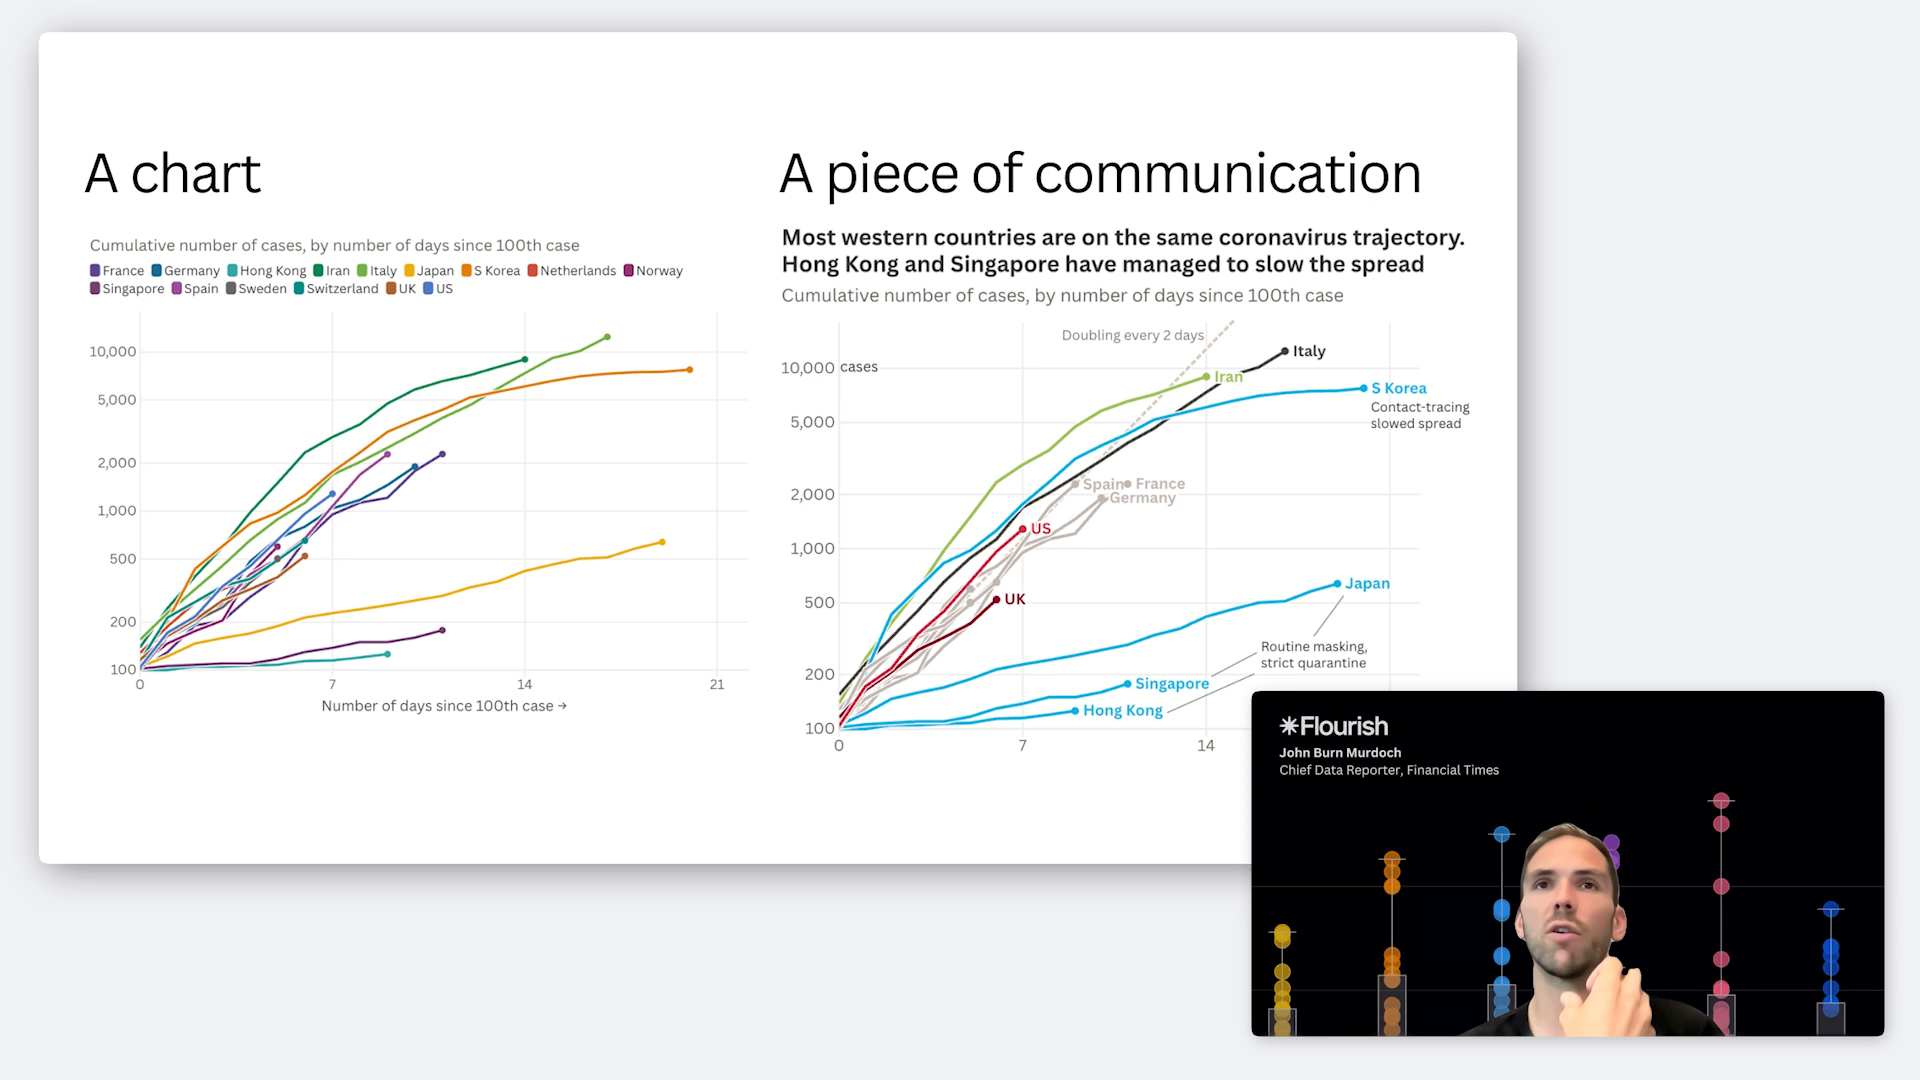 A chart
Cumulative number of cases, by number of days since 100th case
France Germany Hong Kong Iran Italy Japan S Korea Netherlands Norway
Singapore Spain Sweden Switzerland UK US
10,000
5,000
2,000
1,000
500
200
100
0 7 14 21
Number of days since 100th case →
A piece of communication
Most western countries are on the same coronavirus trajectory.
Hong Kong and Singapore have managed to slow the spread
Cumulative number of cases, by number of days since 100th case
Doubling every 2 days
Italy
10,000 cases
Iran
S Korea
Contact-tracing
slowed spread
5,000
Spain France
2,000
Germany
US
1,000
Japan
500
UK
Routine masking,
strict quarantine
200
Singapore
Hong Kong
100
0 7 14
Flourish
John Burn Murdoch
Chief Data Reporter, Financial Times